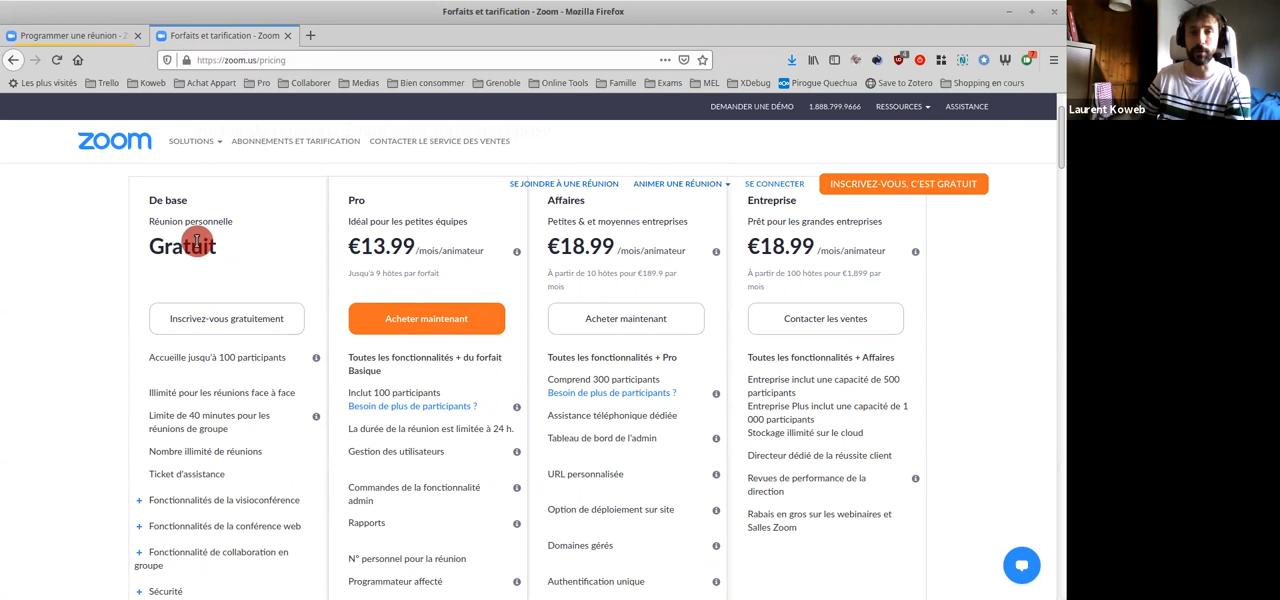 Forfaits et tarification - Zoom - Mozilla Firefox
Programmer une réunion - Z
Forfaits et tarification - Zoom
https://zoom.us/pricing
4
7
Les plus visités
Trello
Koweb
Achat Appart
Pro
Collaborer
Medias
Bien consommer
Grenoble
Online Tools
Famille
Exams
MEL
XDebug
Pirogue Quechua
Save to Zotero
Shopping en cours
Laurent Koweb
DEMANDER UNE DÉMO
1.888.799.9666
RESSOURCES
ASSISTANCE
zoom
SOLUTIONS
ABONNEMENTS ET TARIFICATION
CONTACTER LE SERVICE DES VENTES
SE JOINDRE À UNE RÉUNION
ANIMER UNE RÉUNION
SE CONNECTER
INSCRIVEZ-VOUS, C'EST GRATUIT
De base
Réunion personnelle
Gratuit
Inscrivez-vous gratuitement
Accueille jusqu'à 100 participants
Illimité pour les réunions face à face
Limite de 40 minutes pour les
réunions de groupe
Nombre illimité de réunions
Ticket d'assistance
+ Fonctionnalités de la visioconférence
+ Fonctionnalités de la conférence web
+ Fonctionnalité de collaboration en
groupe
+ Sécurité
Pro
Idéal pour les petites équipes
€13.99 /mois/animateur
Jusqu'à 9 hôtes par forfait
Acheter maintenant
Toutes les fonctionnalités + du forfait
Basique
Inclut 100 participants
Besoin de plus de participants ?
La durée de la réunion est limitée à 24 h.
Gestion des utilisateurs
Commandes de la fonctionnalité
admin
Rapports
N° personnel pour la réunion
Programmateur affecté
Affaires
Petites & et moyennes entreprises
€18.99 /mois/animateur
À partir de 10 hôtes pour €189.9 par
mois
Acheter maintenant
Toutes les fonctionnalités + Pro
Comprend 300 participants
Besoin de plus de participants ?
Assistance téléphonique dédiée
Tableau de bord de l'admin
URL personnalisée
Option de déploiement sur site
Domaines gérés
Authentification unique
Entreprise
Prêt pour les grandes entreprises
€18.99 /mois/animateur
À partir de 100 hôtes pour €1,899 par
mois
Contacter les ventes
Toutes les fonctionnalités + Affaires
Entreprise inclut une capacité de 500
participants
Entreprise Plus inclut une capacité de 1
000 participants
Stockage illimité sur le cloud
Directeur dédié de la réussite client
Revues de performance de la
direction
Rabais en gros sur les webinaires et
Salles Zoom